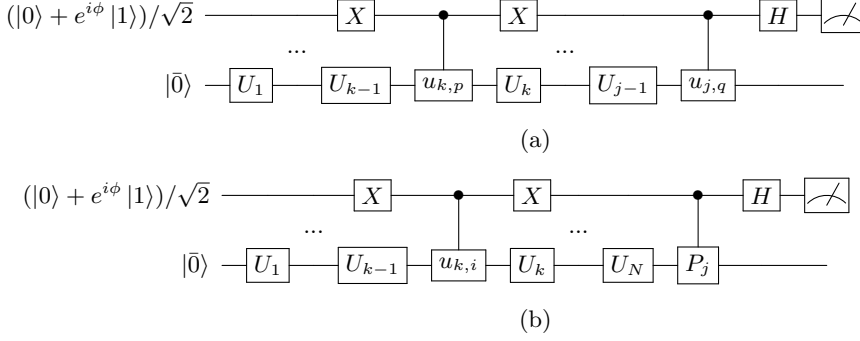 (|0⟩ + e^{iϕ} |1⟩)/√2 X X H
... ...
|0̄⟩ U_1 U_{k−1} u_{k,p} U_k U_{j−1} u_{j,q}
(a)
(|0⟩ + e^{iϕ} |1⟩)/√2 X X H
... ...
|0̄⟩ U_1 U_{k−1} u_{k,i} U_k U_N P_j
(b)